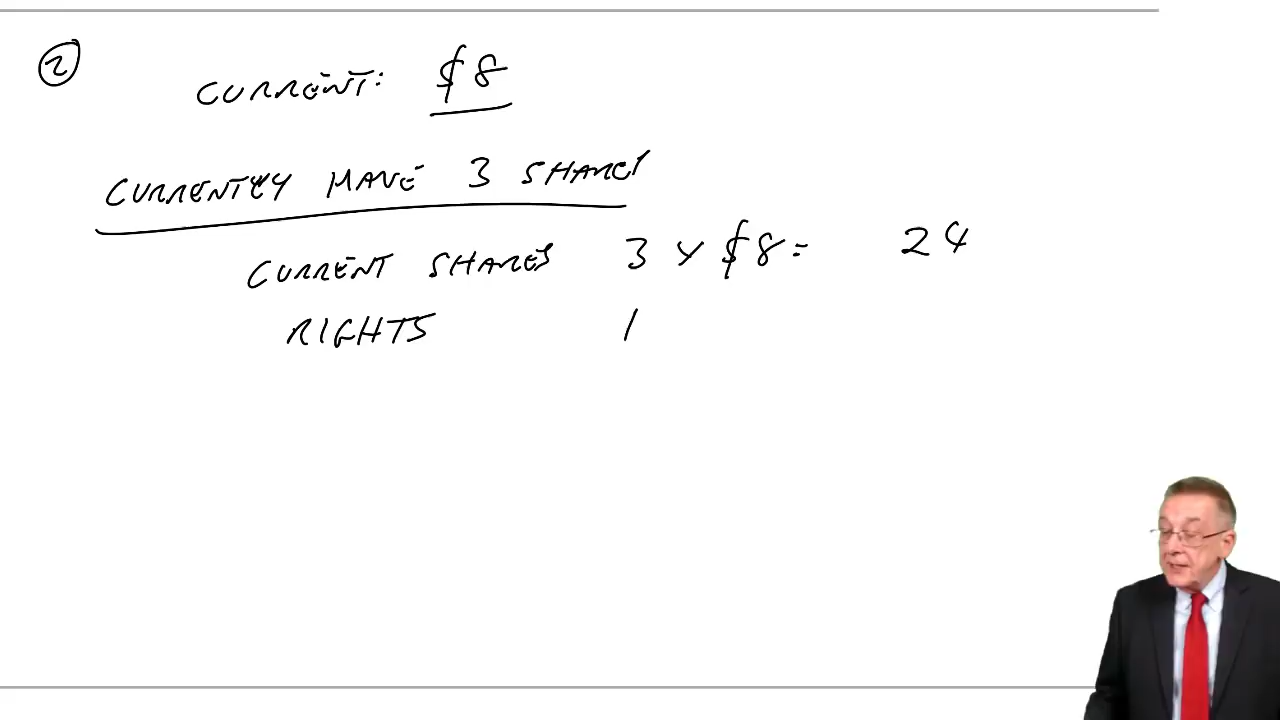 2
CURRENT: $8
CURRENTLY HAVE 3 SHARES
CURRENT SHARES 3 x $8 = 24
RIGHTS 1